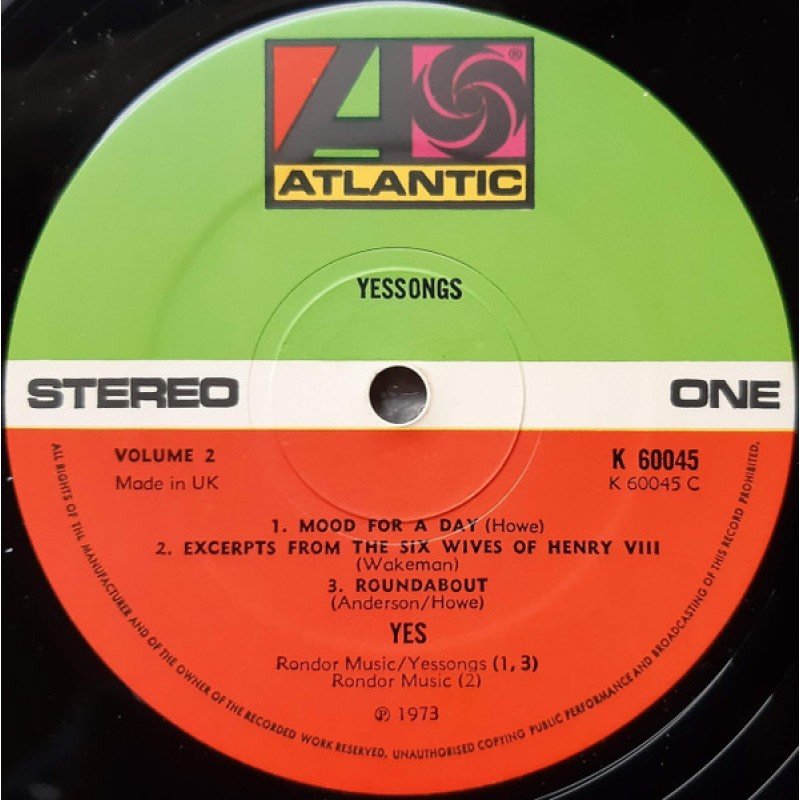 ATLANTIC
®
YESSONGS
STEREO ONE
VOLUME 2 K 60045
Made in UK K 60045 C
1. MOOD FOR A DAY (Howe)
2. EXCERPTS FROM THE SIX WIVES OF HENRY VIII
(Wakeman)
3. ROUNDABOUT
(Anderson/Howe)
YES
Rondor Music/Yessongs (1, 3)
Rondor Music (2)
℗ 1973
ALL RIGHTS OF THE MANUFACTURER AND OF THE OWNER OF THE RECORDED WORK RESERVED. UNAUTHORISED COPYING PUBLIC PERFORMANCE AND BROADCASTING OF THIS RECORD PROHIBITED.